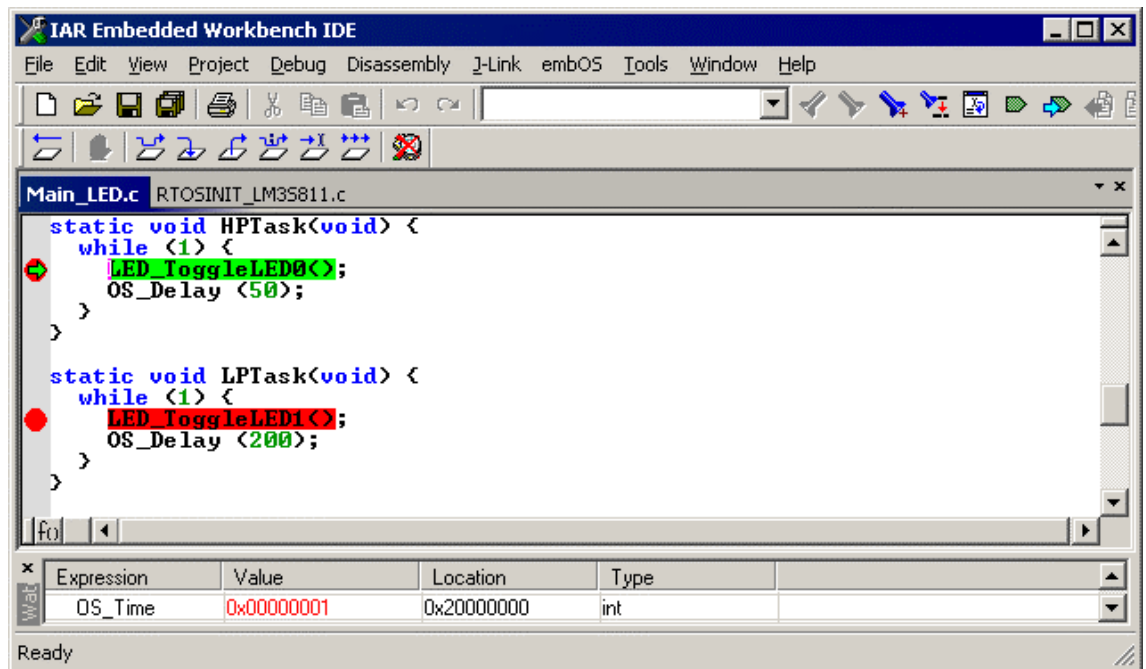 IAR Embedded Workbench IDE
File Edit View Project Debug Disassembly J-Link embOS Tools Window Help
Main_LED.c RTOSINIT_LM3S811.c
static void HPTask(void) {
while (1) {
LED_ToggleLED0();
OS_Delay (50);
}
}
static void LPTask(void) {
while (1) {
LED_ToggleLED1();
OS_Delay (200);
}
}
Expression Value Location Type
OS_Time 0x00000001 0x20000000 int
Ready